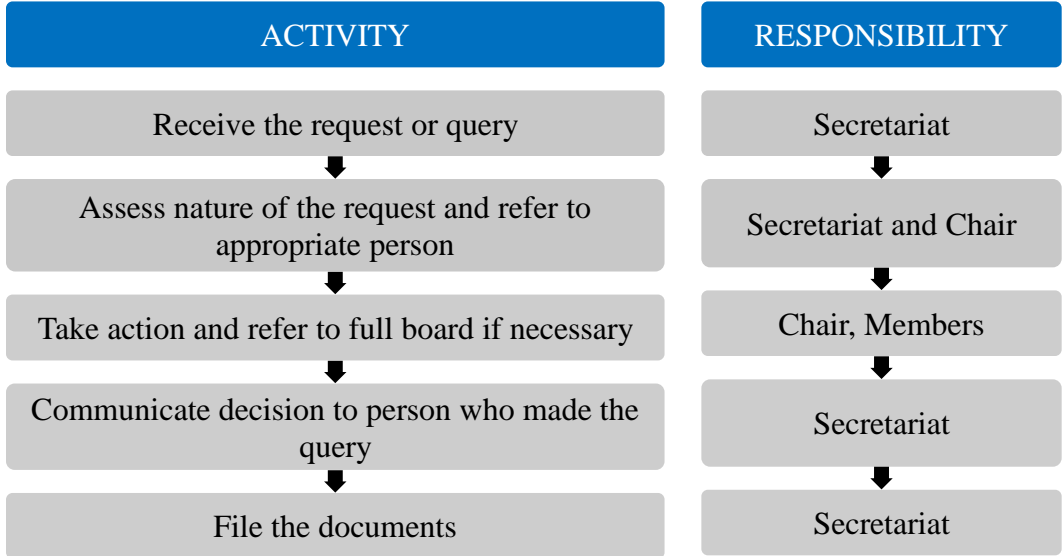 ACTIVITY
RESPONSIBILITY
Receive the request or query
Secretariat
Assess nature of the request and refer to
appropriate person
Secretariat and Chair
Take action and refer to full board if necessary
Chair, Members
Communicate decision to person who made the
query
Secretariat
File the documents
Secretariat